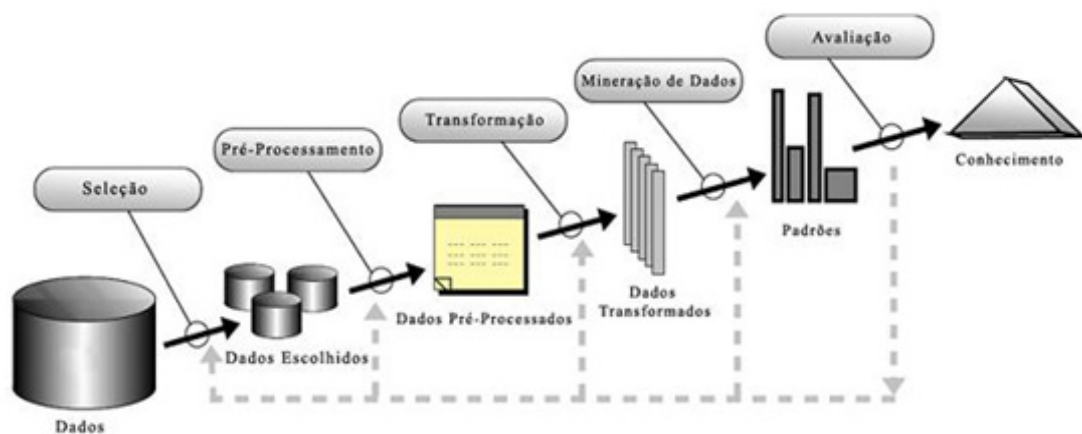 Seleção
Pré-Processamento
Transformação
Mineração de Dados
Avaliação
Dados
Dados Escolhidos
Dados Pré-Processados
Dados
Transformados
Padrões
Conhecimento